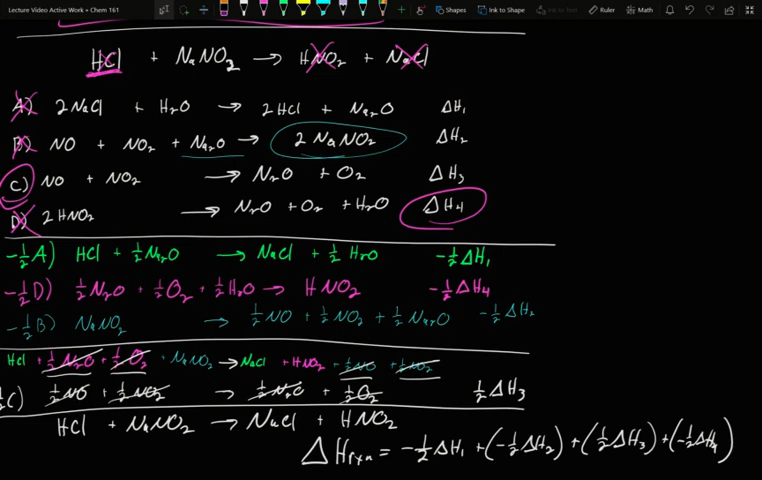 Lecture Video Active Work • Chem 161
Shapes Ink to Shape Ink to Text Ruler Math
HCl + NaNO₂ → HNO₂ + NaCl
A) 2NaCl + H₂O → 2HCl + Na₂O ΔH₁
B) NO + NO₂ + Na₂O → 2 NaNO₂ ΔH₂
C) NO + NO₂ → N₂O + O₂ ΔH₃
D) 2HNO₂ → N₂O + O₂ + H₂O ΔH₄
-½A) HCl + ½Na₂O → NaCl + ½H₂O -½ΔH₁
-½D) ½N₂O + ½O₂ + ½H₂O → HNO₂ -½ΔH₄
-½B) NaNO₂ → ½NO + ½NO₂ + ½Na₂O -½ΔH₂
HCl + ½N₂O + ½O₂ + NaNO₂ → NaCl + HNO₂ + ½NO + ½NO₂
½C) ½NO + ½NO₂ → ½N₂O + ½O₂ ½ΔH₃
HCl + NaNO₂ → NaCl + HNO₂
ΔHrxn = -½ΔH₁ + (-½ΔH₂) + (½ΔH₃) + (-½ΔH₄)